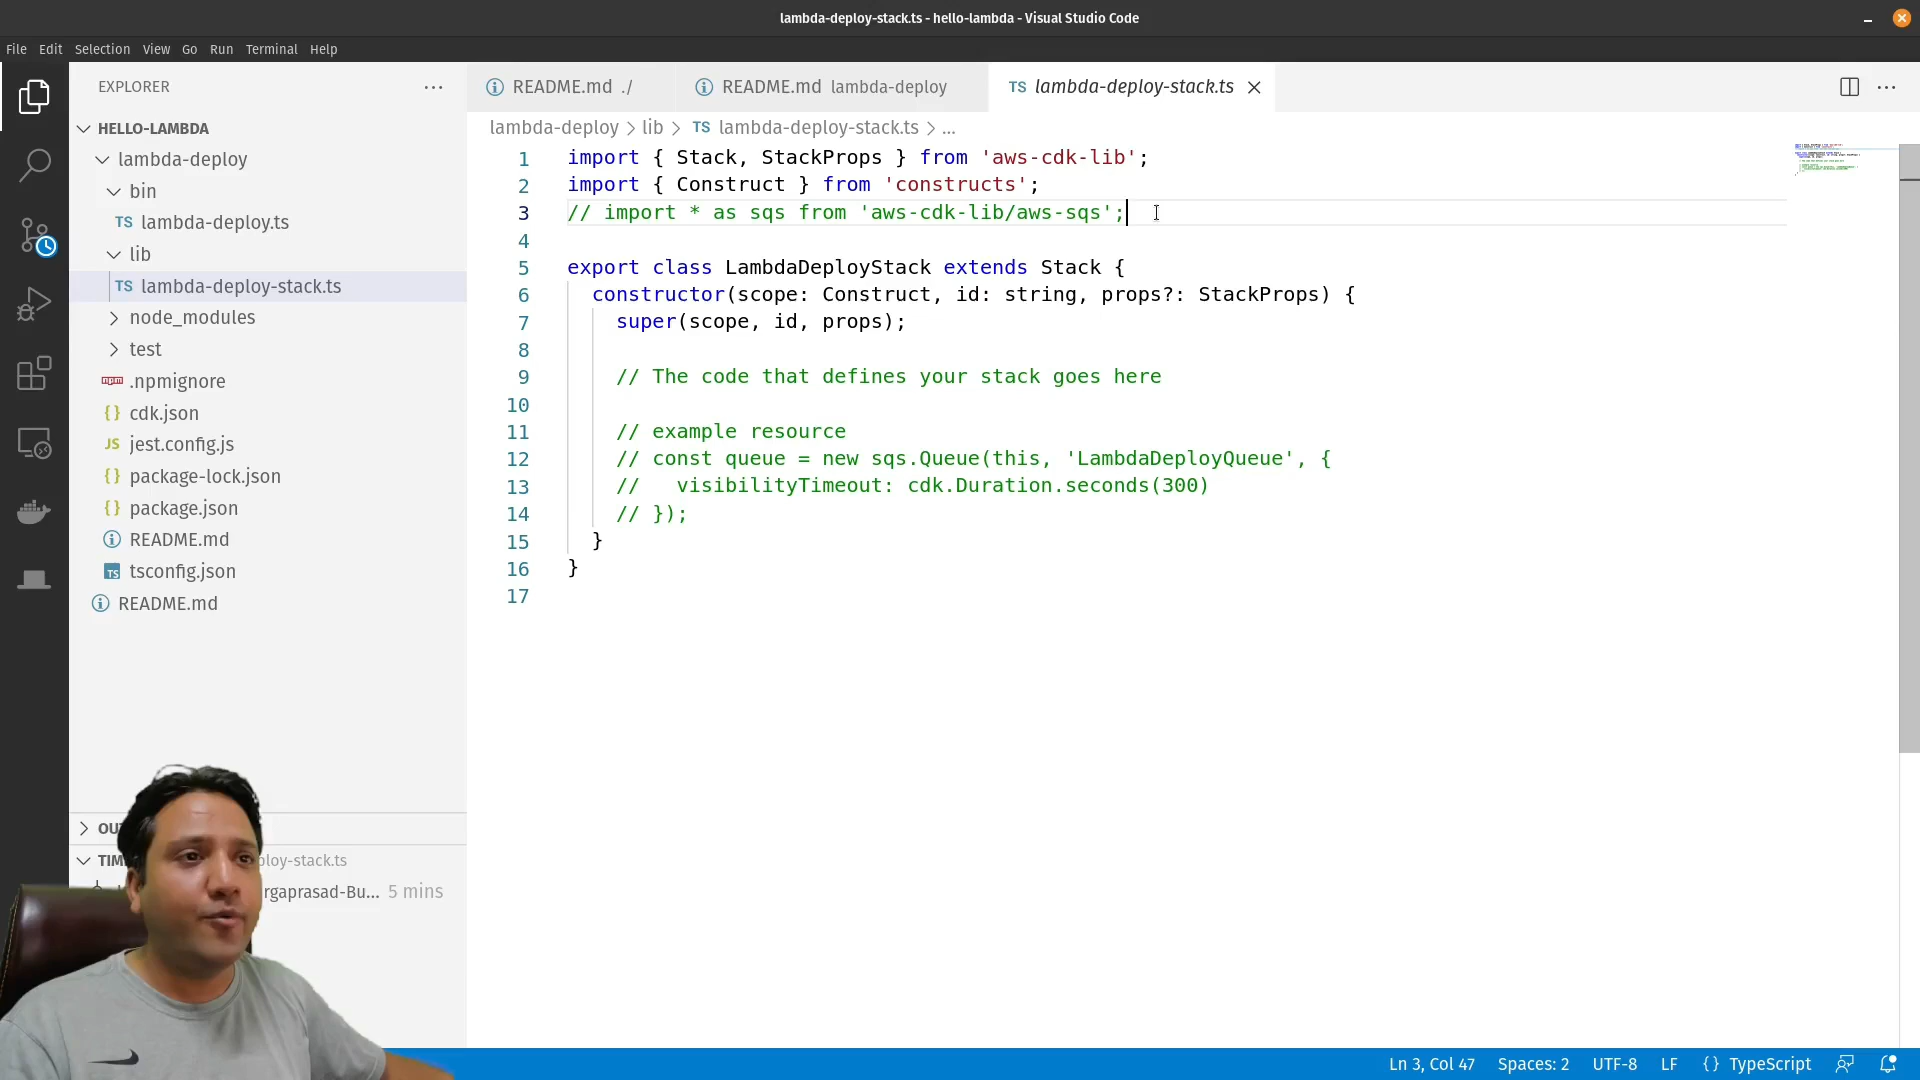 lambda-deploy-stack.ts - hello-lambda - Visual Studio Code
File Edit Selection View Go Run Terminal Help
EXPLORER
README.md ./
README.md lambda-deploy
TS lambda-deploy-stack.ts
lambda-deploy > lib > TS lambda-deploy-stack.ts > ...
HELLO-LAMBDA
lambda-deploy
bin
TS lambda-deploy.ts
lib
TS lambda-deploy-stack.ts
node_modules
test
npm .npmignore
{} cdk.json
JS jest.config.js
{} package-lock.json
{} package.json
README.md
TS tsconfig.json
README.md
1 import { Stack, StackProps } from 'aws-cdk-lib';
2 import { Construct } from 'constructs';
3 // import * as sqs from 'aws-cdk-lib/aws-sqs';
4
5 export class LambdaDeployStack extends Stack {
6 constructor(scope: Construct, id: string, props?: StackProps) {
7 super(scope, id, props);
8
9 // The code that defines your stack goes here
10
11 // example resource
12 // const queue = new sqs.Queue(this, 'LambdaDeployQueue', {
13 //   visibilityTimeout: cdk.Duration.seconds(300)
14 // });
15 }
16 }
17
5 mins
Ln 3, Col 47 Spaces: 2 UTF-8 LF {} TypeScript